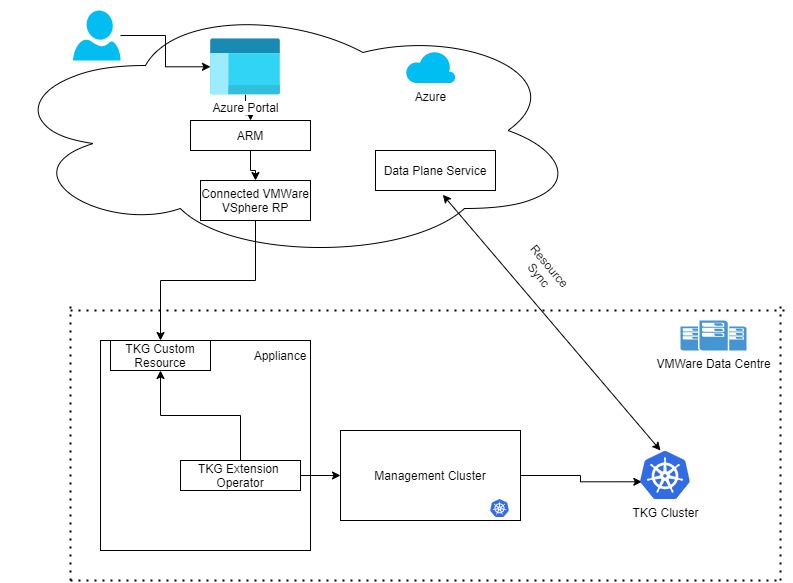 Azure Portal
Azure
ARM
Data Plane Service
Connected VMWare
VSphere RP
Resource
Sync
TKG Custom
Resource
Appliance
VMWare Data Centre
TKG Extension
Operator
Management Cluster
TKG Cluster